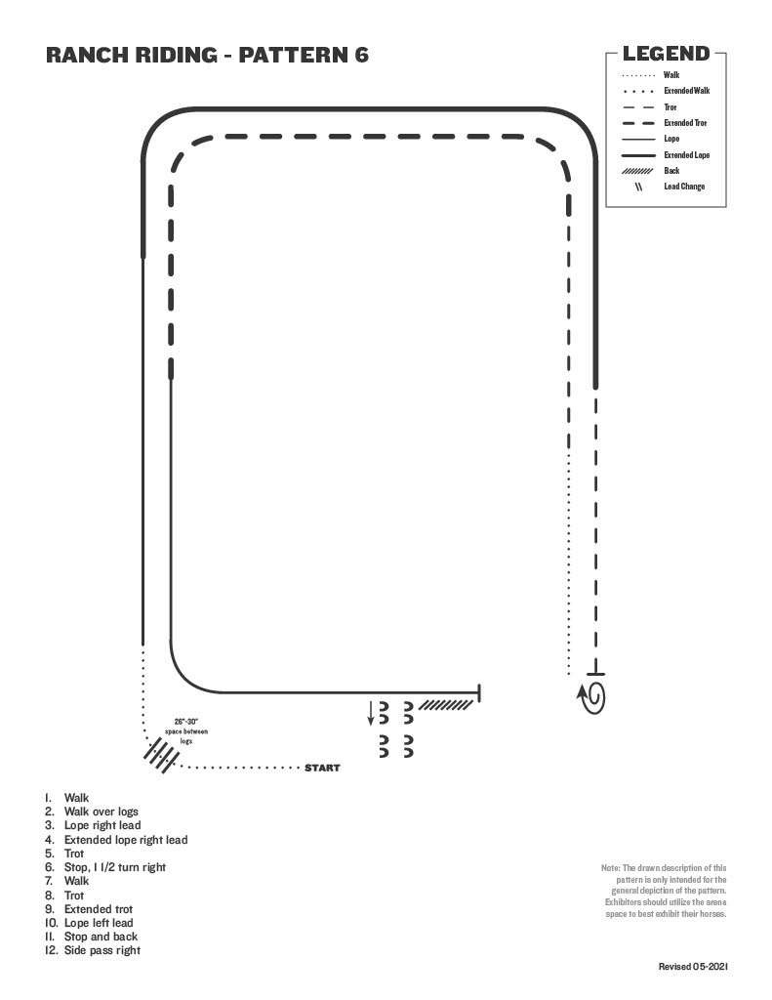 RANCH RIDING - PATTERN 6
LEGEND
Walk
Extended Walk
Trot
Extended Trot
Lope
Extended Lope
Back
Lead Change
26"-30"
space between
logs
START
1. Walk
2. Walk over logs
3. Lope right lead
4. Extended lope right lead
5. Trot
6. Stop, 1 1/2 turn right
7. Walk
8. Trot
9. Extended trot
10. Lope left lead
11. Stop and back
12. Side pass right
Note: The drawn description of this
pattern is only intended for the
general depiction of the pattern.
Exhibitors should utilize the arena
space to best exhibit their horses.
Revised 05-2021